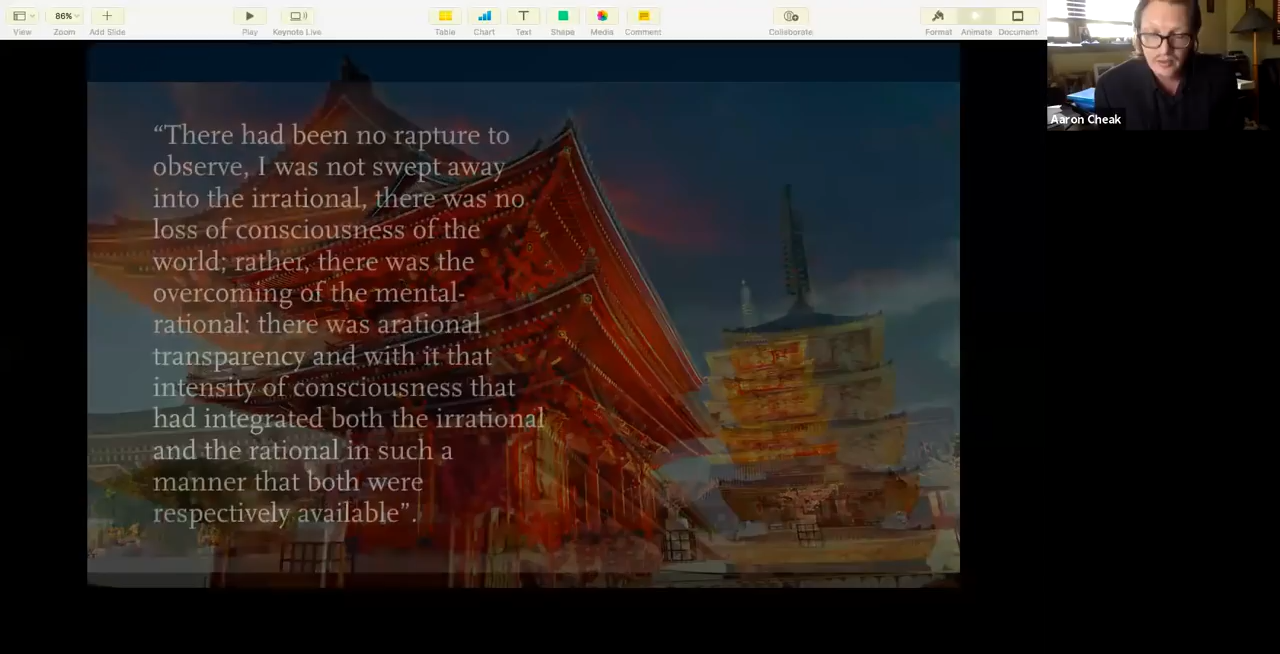 86%
View
Zoom
Add Slide
Play
Keynote Live
Table
Chart
Text
Shape
Media
Comment
Collaborate
Format
Animate
Document
Aaron Cheak
“There had been no rapture to
observe, I was not swept away
into the irrational, there was no
loss of consciousness of the
world; rather, there was the
overcoming of the mental-
rational: there was arational
transparency and with it that
intensity of consciousness that
had integrated both the irrational
and the rational in such a
manner that both were
respectively available”.